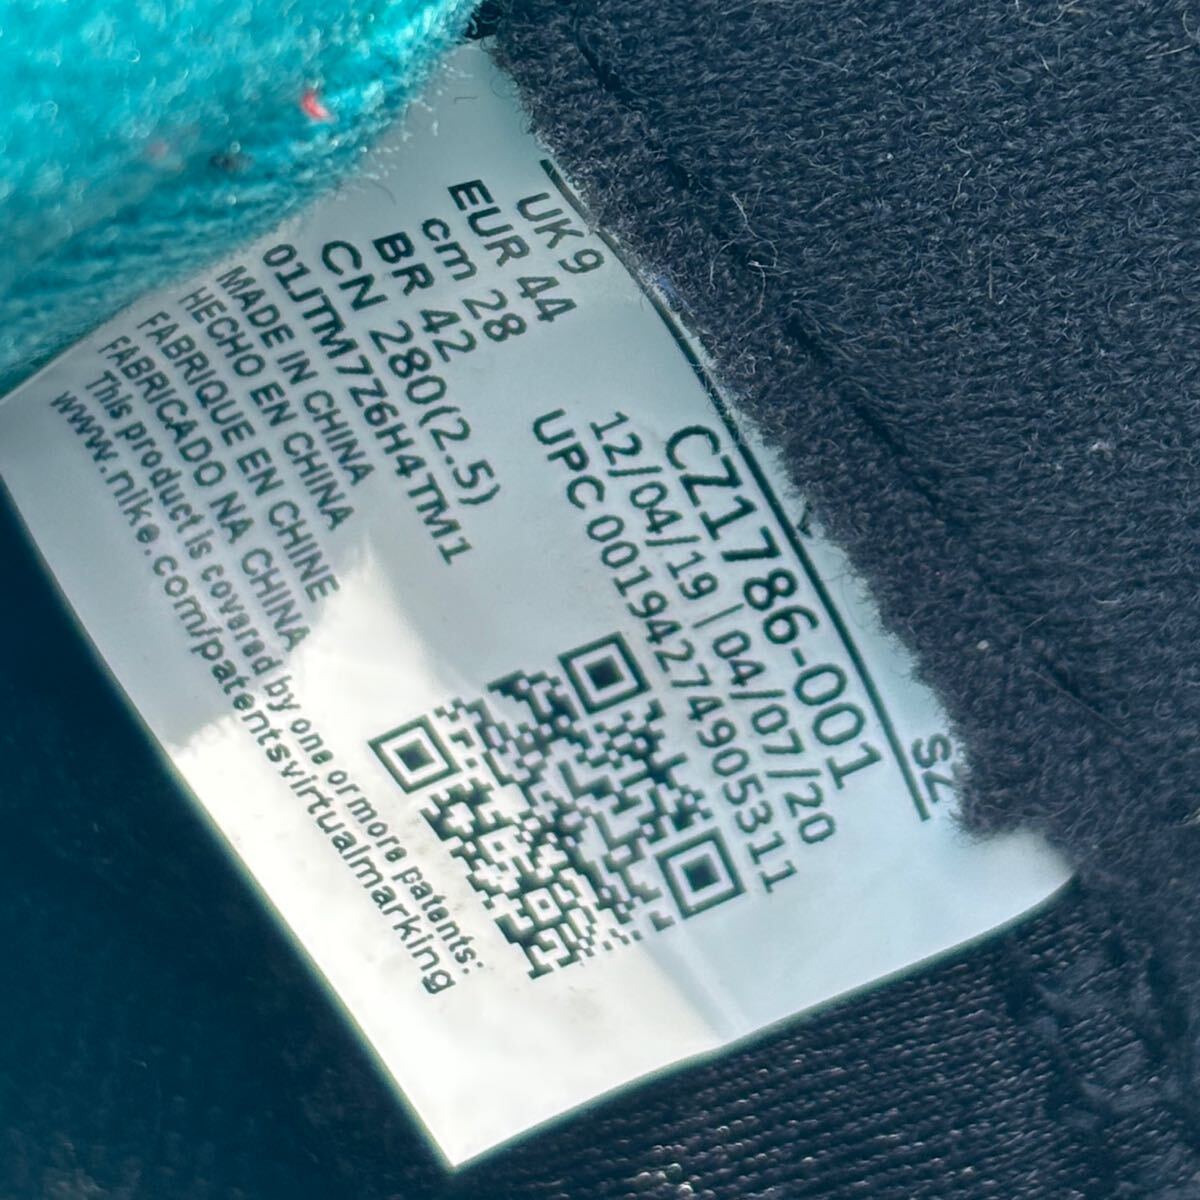 SZ
UK 9
EUR 44
cm 28
BR 42
CN 280(2.5)
01JTM7Z6H4TM1
MADE IN CHINA
HECHO EN CHINA
FABRIQUE EN CHINE
FABRICADO NA CHINA
This product is covered by one or more patents:
www.nike.com/patentsvirtualmarking
CZ1786-001
12/04/19 | 04/07/20
UPC 00194274905311